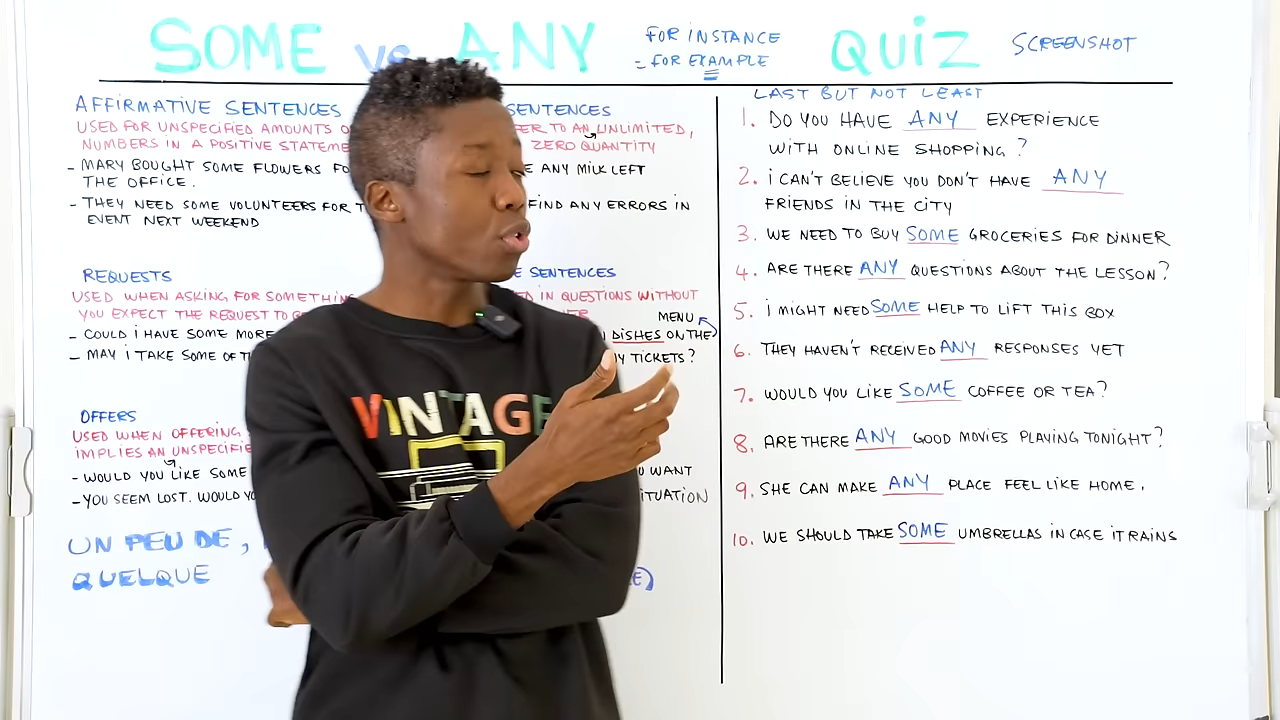 SOME vs ANY
FOR INSTANCE
= FOR EXAMPLE
QUIZ
SCREENSHOT
AFFIRMATIVE SENTENCES
USED FOR UNSPECIFIED AMOUNTS
NUMBERS IN A POSITIVE
- MARY BOUGHT SOME FLOWERS
THE OFFICE.
- THEY NEED SOME VOLUNTEERS FOR
EVENT NEXT WEEKEND
REQUESTS
USED WHEN ASKING FOR
YOU EXPECT THE REQUEST TO
- COULD I HAVE SOME MORE
- MAY I TAKE SOME OF
OFFERS
USED WHEN OFFERING
IMPLIES AN
- WOULD YOU LIKE SOME
- YOU SEEM LOST. WOULD
UN PEU DE,
QUELQUE
SENTENCES
TO AN UNLIMITED,
ZERO QUANTITY
ANY MILK LEFT
FIND ANY ERRORS IN
SENTENCES
IN QUESTIONS WITHOUT
MENU
DISHES ON THE
TICKETS?
WANT
LAST BUT NOT LEAST
1. DO YOU HAVE ANY EXPERIENCE
WITH ONLINE SHOPPING?
2. I CAN'T BELIEVE YOU DON'T HAVE ANY
FRIENDS IN THE CITY
3. WE NEED TO BUY SOME GROCERIES FOR DINNER
4. ARE THERE ANY QUESTIONS ABOUT THE LESSON?
5. I MIGHT NEED SOME HELP TO LIFT THIS BOX
6. THEY HAVEN'T RECEIVED ANY RESPONSES YET
7. WOULD YOU LIKE SOME COFFEE OR TEA?
8. ARE THERE ANY GOOD MOVIES PLAYING TONIGHT?
9. SHE CAN MAKE ANY PLACE FEEL LIKE HOME.
10. WE SHOULD TAKE SOME UMBRELLAS IN CASE IT RAINS
VINTAGE